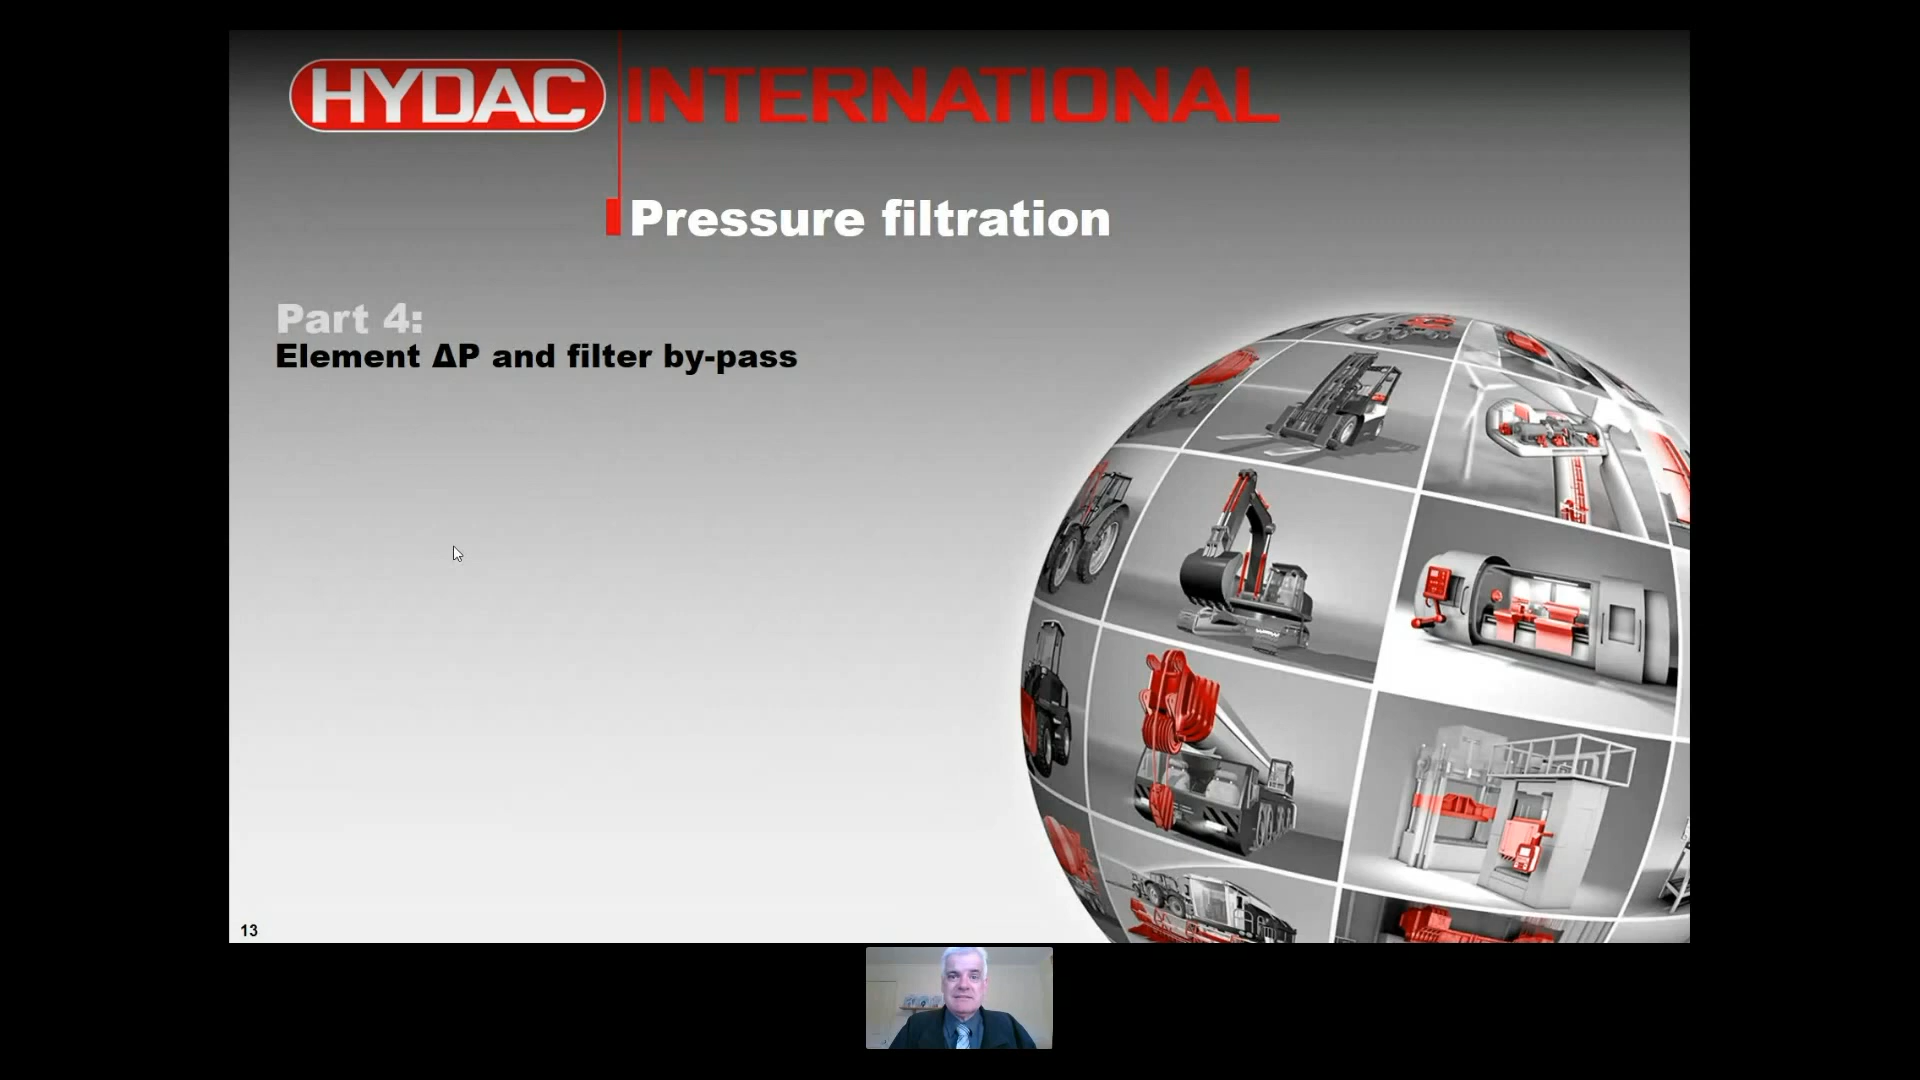 HYDAC INTERNATIONAL
Pressure filtration
Part 4:
Element ΔP and filter by-pass
13